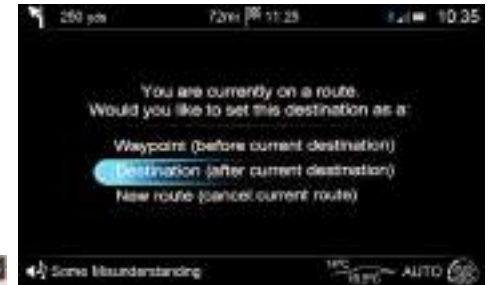 250 yds 72mi 11:25 10:35
You are currently on a route.
Would you like to set this destination as a:
Waypoint (before current destination)
Destination (after current destination)
New route (cancel current route)
Some Misunderstanding AUTO